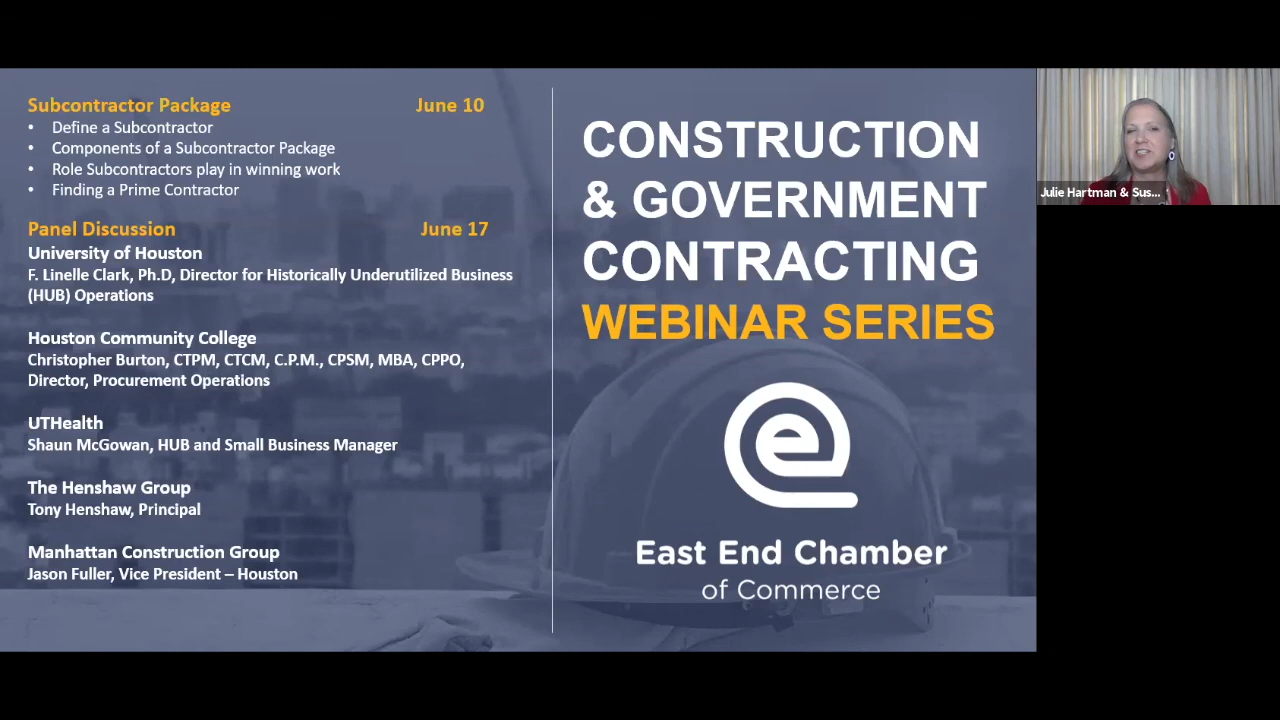 Subcontractor Package June 10
• Define a Subcontractor
• Components of a Subcontractor Package
• Role Subcontractors play in winning work
• Finding a Prime Contractor
Panel Discussion June 17
University of Houston
F. Linelle Clark, Ph.D, Director for Historically Underutilized Business
(HUB) Operations
Houston Community College
Christopher Burton, CTPM, CTCM, C.P.M., CPSM, MBA, CPPO,
Director, Procurement Operations
UTHealth
Shaun McGowan, HUB and Small Business Manager
The Henshaw Group
Tony Henshaw, Principal
Manhattan Construction Group
Jason Fuller, Vice President – Houston
CONSTRUCTION
& GOVERNMENT
CONTRACTING
WEBINAR SERIES
e
East End Chamber
of Commerce
Julie Hartman & Sus...